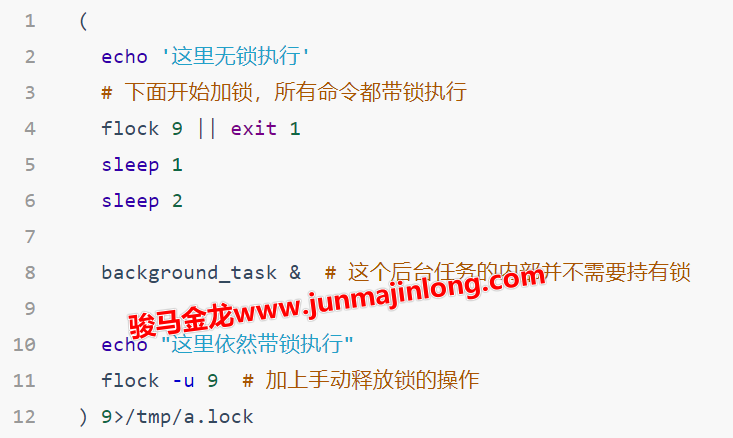 1 (
2 echo '这里无锁执行'
3 # 下面开始加锁，所有命令都带锁执行
4 flock 9 || exit 1
5 sleep 1
6 sleep 2
7
8 background_task & # 这个后台任务的内部并不需要持有锁
9
骏马金龙www.junmajinlong.com
10 echo "这里依然带锁执行"
11 flock -u 9 # 加上手动释放锁的操作
12 ) 9>/tmp/a.lock